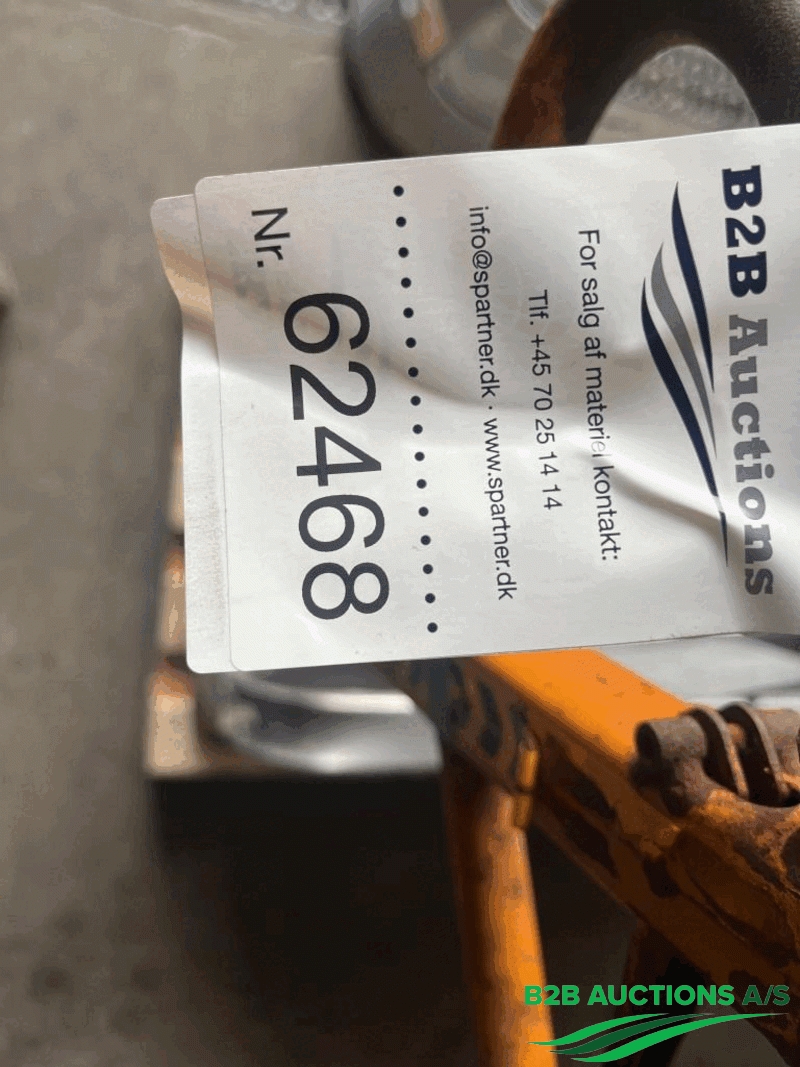 B2B Auctions
For salg af materiel kontakt:
Tlf. +45 70 25 14 14
info@spartner.dk · www.spartner.dk
Nr. 62468
B2B AUCTIONS A/S